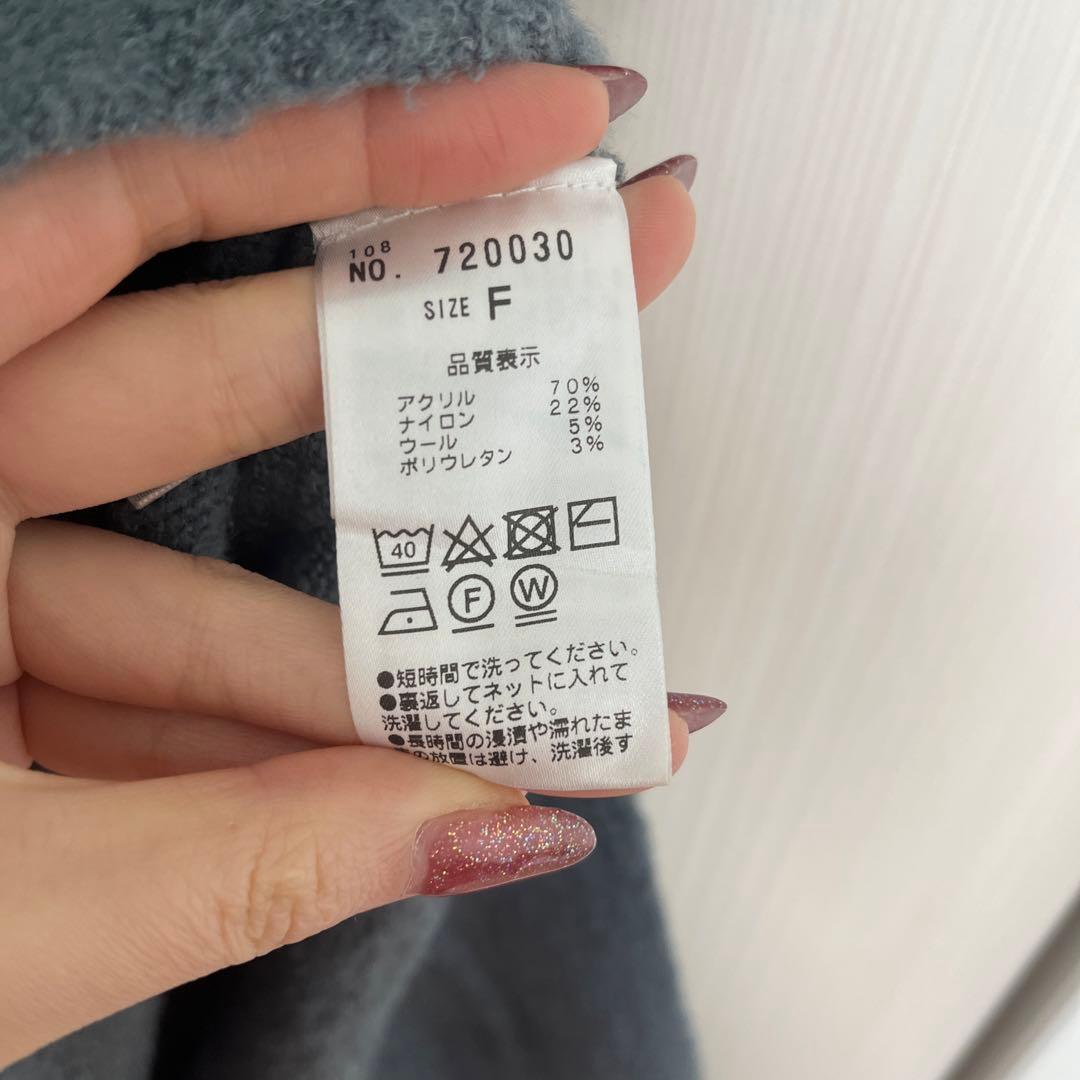 108
NO. 720030
SIZE F
品質表示
アクリル 70%
ナイロン 22%
ウール 5%
ポリウレタン 3%
40
F W
●短時間で洗ってください。
●裏返してネットに入れて
洗濯してください。
●長時間の浸漬や濡れたま
の放置は避け、洗濯後す